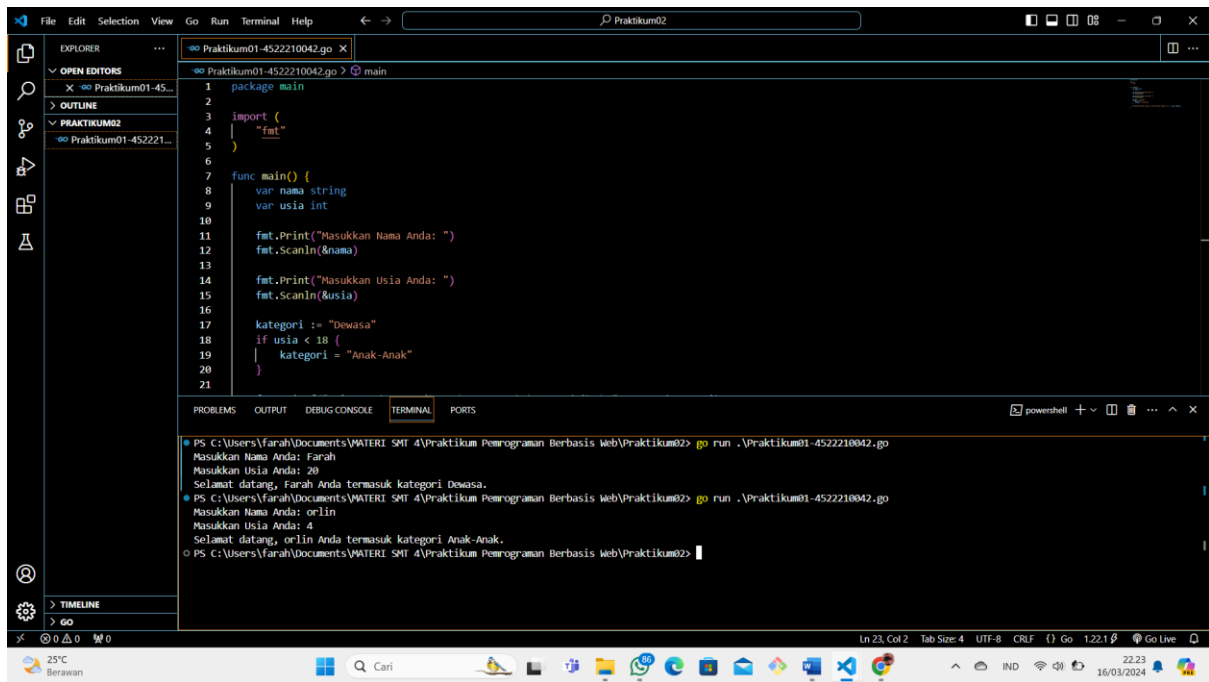 File Edit Selection View Go Run Terminal Help
Praktikum02
EXPLORER
Praktikum01-4522210042.go
OPEN EDITORS
Praktikum01-45...
OUTLINE
PRAKTIKUM02
Praktikum01-452221...
Praktikum01-4522210042.go > main
1 package main
2
3 import (
4 "fmt"
5 )
6
7 func main() {
8 var nama string
9 var usia int
10
11 fmt.Print("Masukkan Nama Anda: ")
12 fmt.Scanln(&nama)
13
14 fmt.Print("Masukkan Usia Anda: ")
15 fmt.Scanln(&usia)
16
17 kategori := "Dewasa"
18 if usia < 18 {
19 kategori = "Anak-Anak"
20 }
21
PROBLEMS OUTPUT DEBUG CONSOLE TERMINAL PORTS
powershell
PS C:\Users\farah\Documents\MATERI SMT 4\Praktikum Pemrograman Berbasis Web\Praktikum02> go run .\Praktikum01-4522210042.go
Masukkan Nama Anda: Farah
Masukkan Usia Anda: 20
Selamat datang, Farah Anda termasuk kategori Dewasa.
PS C:\Users\farah\Documents\MATERI SMT 4\Praktikum Pemrograman Berbasis Web\Praktikum02> go run .\Praktikum01-4522210042.go
Masukkan Nama Anda: orlin
Masukkan Usia Anda: 4
Selamat datang, orlin Anda termasuk kategori Anak-Anak.
PS C:\Users\farah\Documents\MATERI SMT 4\Praktikum Pemrograman Berbasis Web\Praktikum02>
TIMELINE
GO
0 0 0
Ln 23, Col 2 Tab Size: 4 UTF-8 CRLF {} Go 1.22.1 Go Live
25°C
Berawan
Cari
86
IND
22.23
16/03/2024
PRE